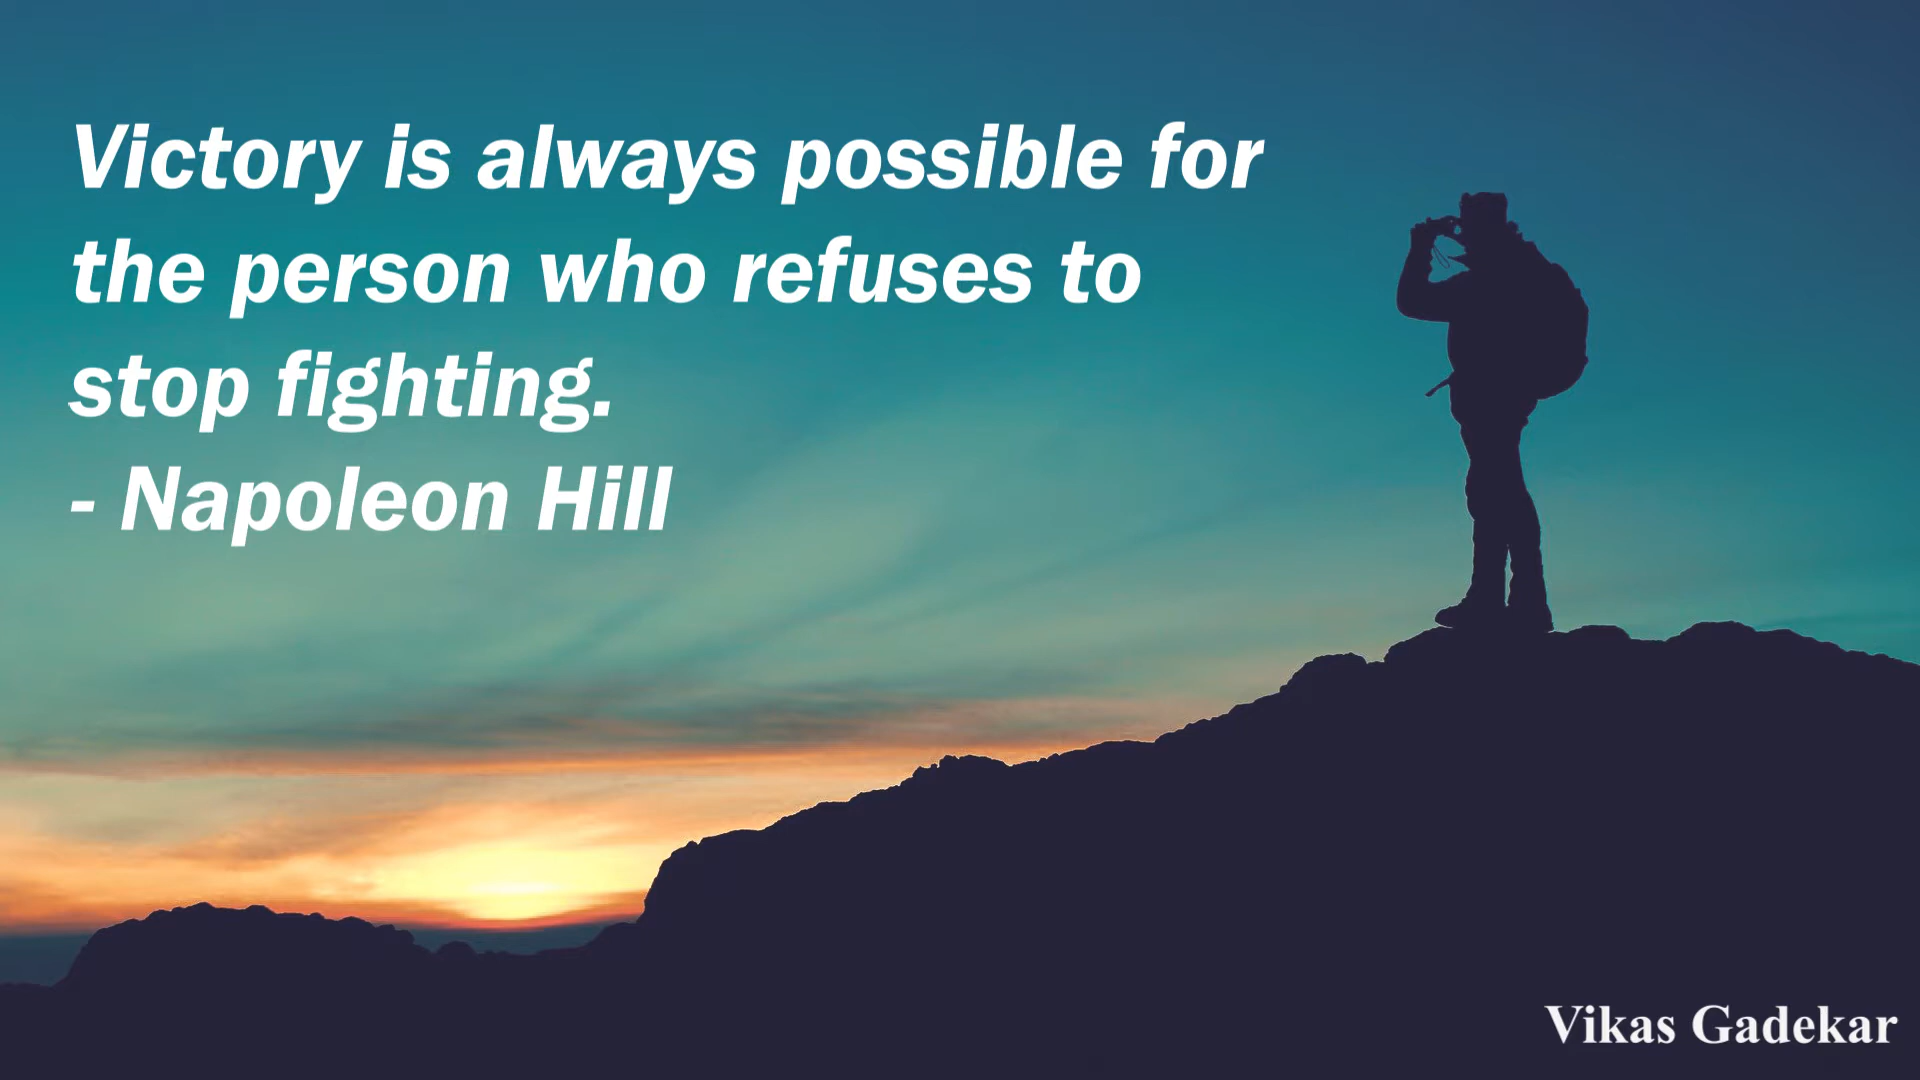 Victory is always possible for
the person who refuses to
stop fighting.
- Napoleon Hill
Vikas Gadekar